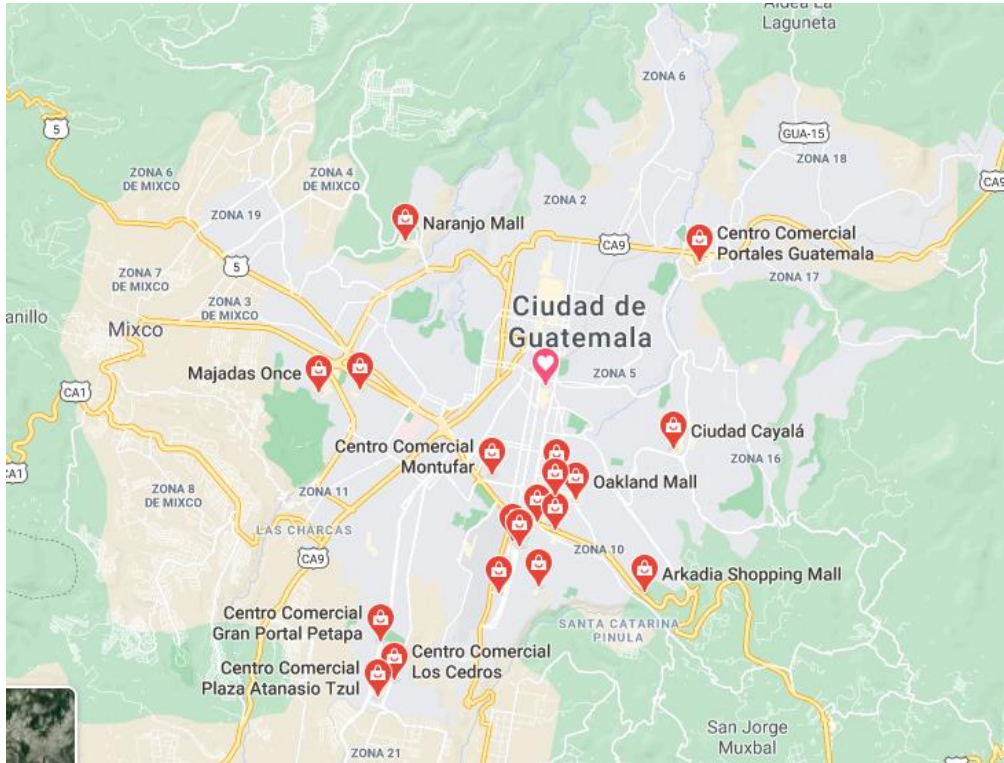 Aldea La
Laguneta
ZONA 6
5
GUA-15
ZONA 18
ZONA 6
DE MIXCO
ZONA 4
DE MIXCO
CA9
ZONA 19
ZONA 2
Naranjo Mall
CA9
Centro Comercial
Portales Guatemala
5
ZONA 7
DE MIXCO
ZONA 17
ZONA 3
DE MIXCO
anillo
Mixco
Ciudad de
Guatemala
Majadas Once
ZONA 5
CA1
Ciudad Cayalá
Centro Comercial
Montufar
ZONA 16
CA1
Oakland Mall
ZONA 8
DE MIXCO
ZONA 11
LAS CHARCAS
CA9
ZONA 10
Arkadia Shopping Mall
Centro Comercial
Gran Portal Petapa
SANTA CATARINA
PINULA
Centro Comercial
Los Cedros
Centro Comercial
Plaza Atanasio Tzul
San Jorge
Muxbal
ZONA 21